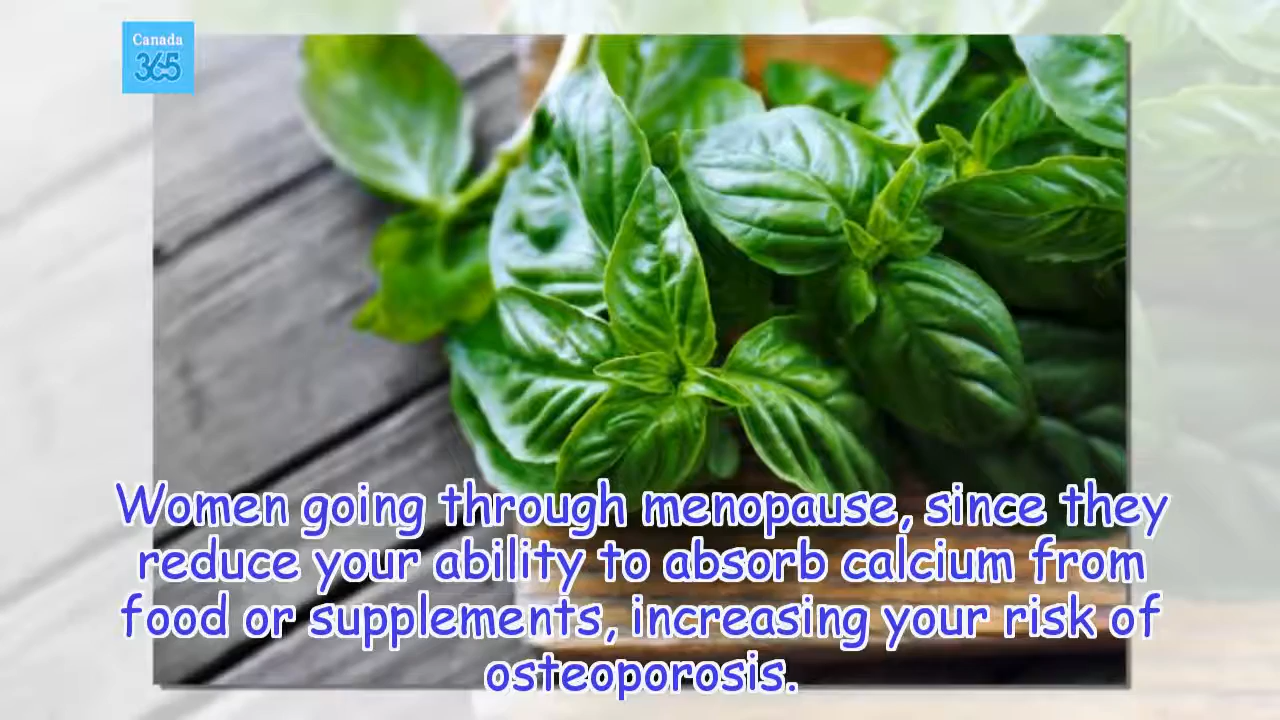 Canada
365
Women going through menopause, since they
reduce your ability to absorb calcium from
food or supplements, increasing your risk of
osteoporosis.